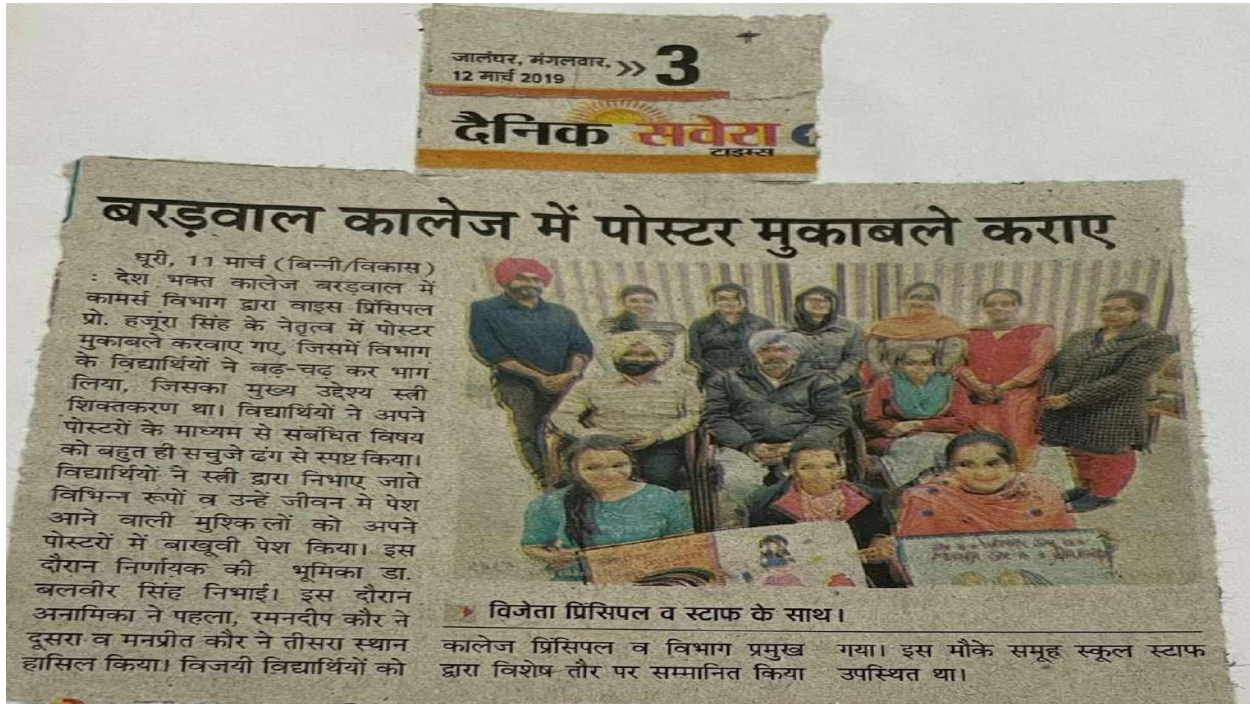 जालंधर, मंगलवार, >> 3
12 मार्च 2019
दैनिक सवेरा
टाइम्स
बरड़वाल कालेज में पोस्टर मुकाबले कराए
धूरी, 11 मार्च (बिन्नी/विकास)
: देश भक्त कालेज बरड़वाल में
कामर्स विभाग द्वारा वाइस प्रिंसिपल
प्रो. हजूरा सिंह के नेतृत्व में पोस्टर
मुकाबले करवाए गए, जिसमें विभाग
के विद्यार्थियों ने बढ़-चढ़ कर भाग
लिया, जिसका मुख्य उद्देश्य स्त्री
शिक्तकरण था। विद्यार्थियों ने अपने
पोस्टरों के माध्यम से संबंधित विषय
को बहुत ही सचुजे ढंग से स्पष्ट किया।
विद्यार्थियों ने स्त्री द्वारा निभाए जाते
विभिन्न रूपों व उन्हें जीवन मे पेश
आने वाली मुश्किलों को अपने
पोस्टरों में बाखूवी पेश किया। इस
दौरान निर्णायक की भूमिका डा.
बलवीर सिंह निभाई। इस दौरान
अनामिका ने पहला, रमनदीप कौर ने
दूसरा व मनप्रीत कौर ने तीसरा स्थान
हासिल किया। विजयी विद्यार्थियों को
विजेता प्रिंसिपल व स्टाफ के साथ।
कालेज प्रिंसिपल व विभाग प्रमुख
द्वारा विशेष तौर पर सम्मानित किया
गया। इस मौके समूह स्कूल स्टाफ
उपस्थित था।